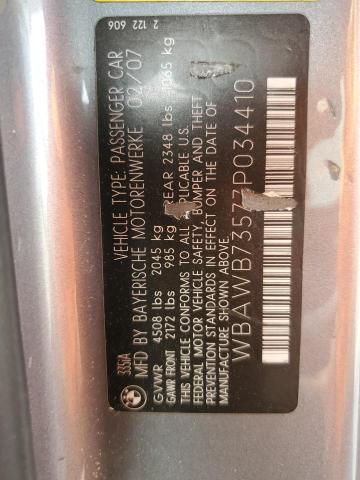 2 122 606
VEHICLE TYPE: PASSENGER CAR
335iA MFD BY BAYERISCHE MOTORENWERKE 02/07
GVWR 4508 lbs 2045 kg
GAWR FRONT 2172 lbs 985 kg REAR 2348 lbs 1065 kg
THIS VEHICLE CONFORMS TO ALL APPLICABLE U.S.
FEDERAL MOTOR VEHICLE SAFETY, BUMPER AND THEFT
PREVENTION STANDARDS IN EFFECT ON THE DATE OF
MANUFACTURE SHOWN ABOVE.